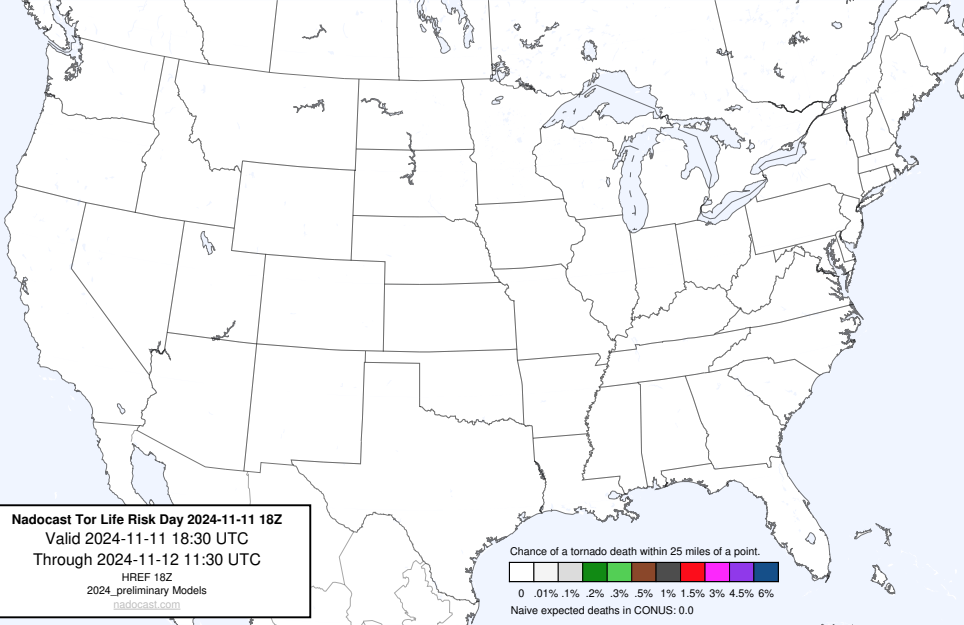 Nadocast Tor Life Risk Day 2024-11-11 18Z
Valid 2024-11-11 18:30 UTC
Through 2024-11-12 11:30 UTC
HREF 18Z
2024_preliminary Models
nadocast.com
Chance of a tornado death within 25 miles of a point.
0 .01% .1% .2% .3% .5% 1% 1.5% 3% 4.5% 6%
Naive expected deaths in CONUS: 0.0